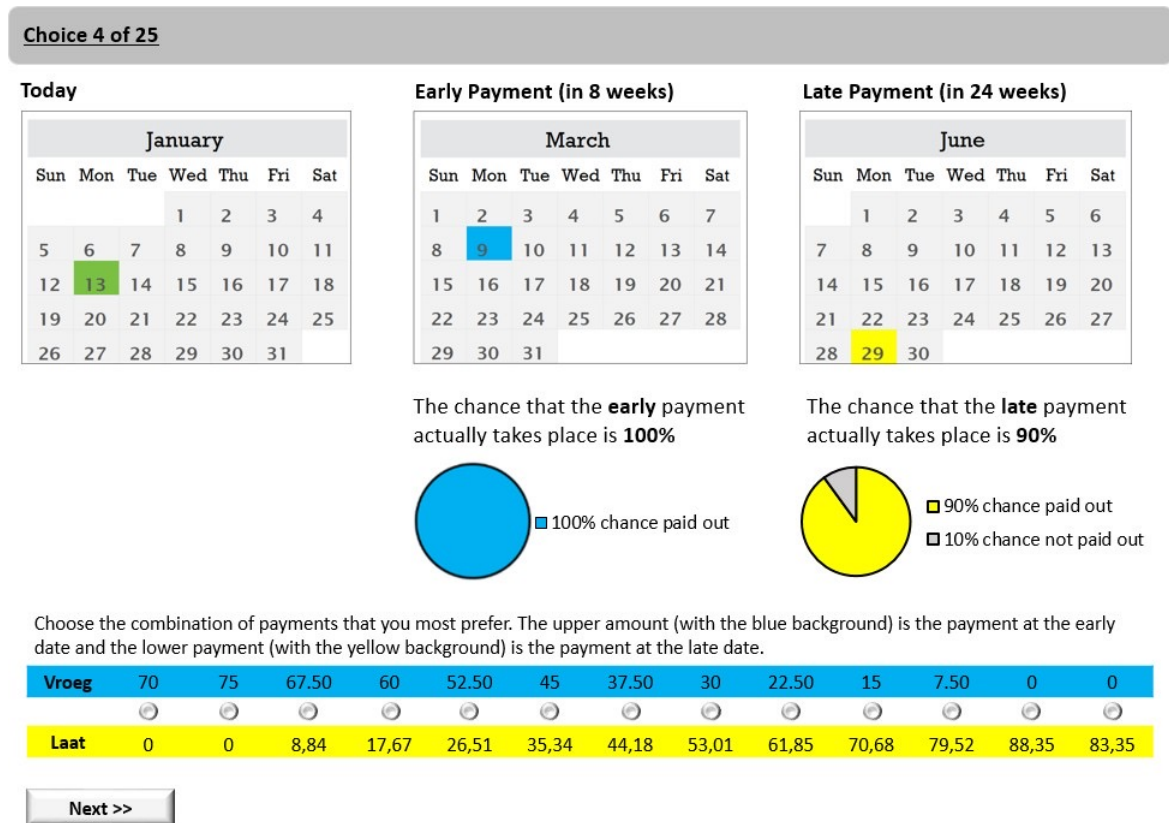 Choice 4 of 25
Today
Early Payment (in 8 weeks)
Late Payment (in 24 weeks)
January
Sun Mon Tue Wed Thu Fri Sat
1 2 3 4
5 6 7 8 9 10 11
12 13 14 15 16 17 18
19 20 21 22 23 24 25
26 27 28 29 30 31
March
Sun Mon Tue Wed Thu Fri Sat
1 2 3 4 5 6 7
8 9 10 11 12 13 14
15 16 17 18 19 20 21
22 23 24 25 26 27 28
29 30 31
June
Sun Mon Tue Wed Thu Fri Sat
1 2 3 4 5 6
7 8 9 10 11 12 13
14 15 16 17 18 19 20
21 22 23 24 25 26 27
28 29 30
The chance that the early payment
actually takes place is 100%
100% chance paid out
The chance that the late payment
actually takes place is 90%
90% chance paid out
10% chance not paid out
Choose the combination of payments that you most prefer. The upper amount (with the blue background) is the payment at the early
date and the lower payment (with the yellow background) is the payment at the late date.
Vroeg 70 75 67.50 60 52.50 45 37.50 30 22.50 15 7.50 0 0
Laat 0 0 8,84 17,67 26,51 35,34 44,18 53,01 61,85 70,68 79,52 88,35 83,35
Next >>